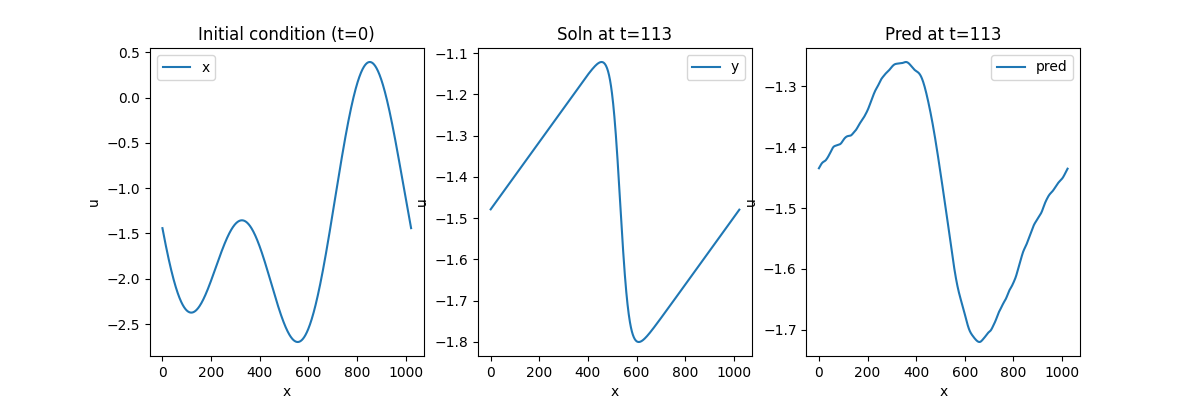 Initial condition (t=0)
x
0.5
0.0
−0.5
−1.0
−1.5
−2.0
−2.5
u
0 200 400 600 800 1000
x
Soln at t=113
y
−1.1
−1.2
−1.3
−1.4
−1.5
−1.6
−1.7
−1.8
u
0 200 400 600 800 1000
x
Pred at t=113
pred
−1.3
−1.4
−1.5
−1.6
−1.7
u
0 200 400 600 800 1000
x